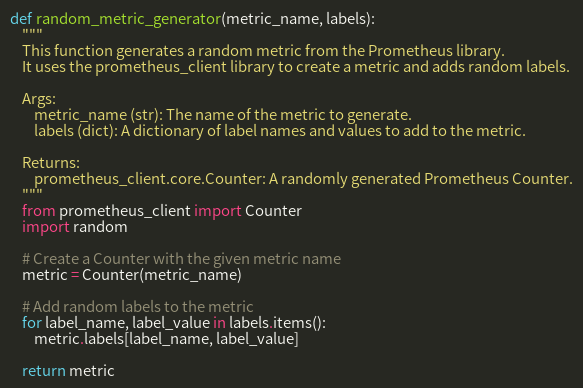 def random_metric_generator(metric_name, labels):
"""
This function generates a random metric from the Prometheus library.
It uses the prometheus_client library to create a metric and adds random labels.
Args:
metric_name (str): The name of the metric to generate.
labels (dict): A dictionary of label names and values to add to the metric.
Returns:
prometheus_client.core.Counter: A randomly generated Prometheus Counter.
"""
from prometheus_client import Counter
import random
# Create a Counter with the given metric name
metric = Counter(metric_name)
# Add random labels to the metric
for label_name, label_value in labels.items():
metric.labels[label_name, label_value]
return metric